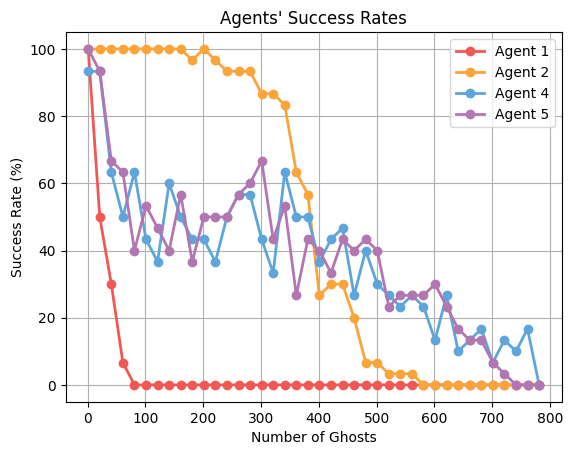 Agents' Success Rates
Agent 1
Agent 2
Agent 4
Agent 5
Success Rate (%)
100
80
60
40
20
0
0 100 200 300 400 500 600 700 800
Number of Ghosts